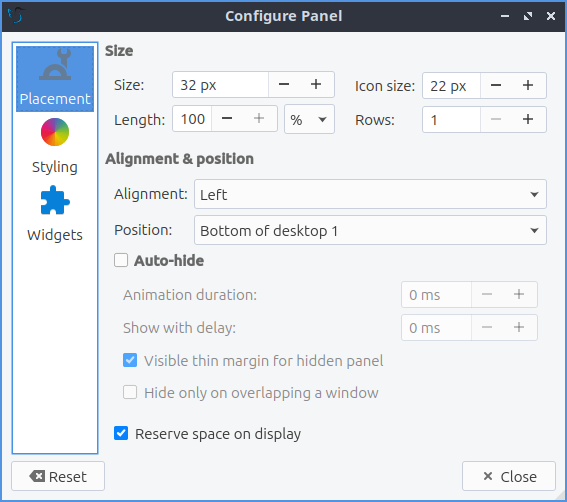 Configure Panel
Placement
Styling
Widgets
Size
Size: 32 px Icon size: 22 px
Length: 100 % Rows: 1
Alignment & position
Alignment: Left
Position: Bottom of desktop 1
Auto-hide
Animation duration: 0 ms
Show with delay: 0 ms
Visible thin margin for hidden panel
Hide only on overlapping a window
Reserve space on display
Reset Close